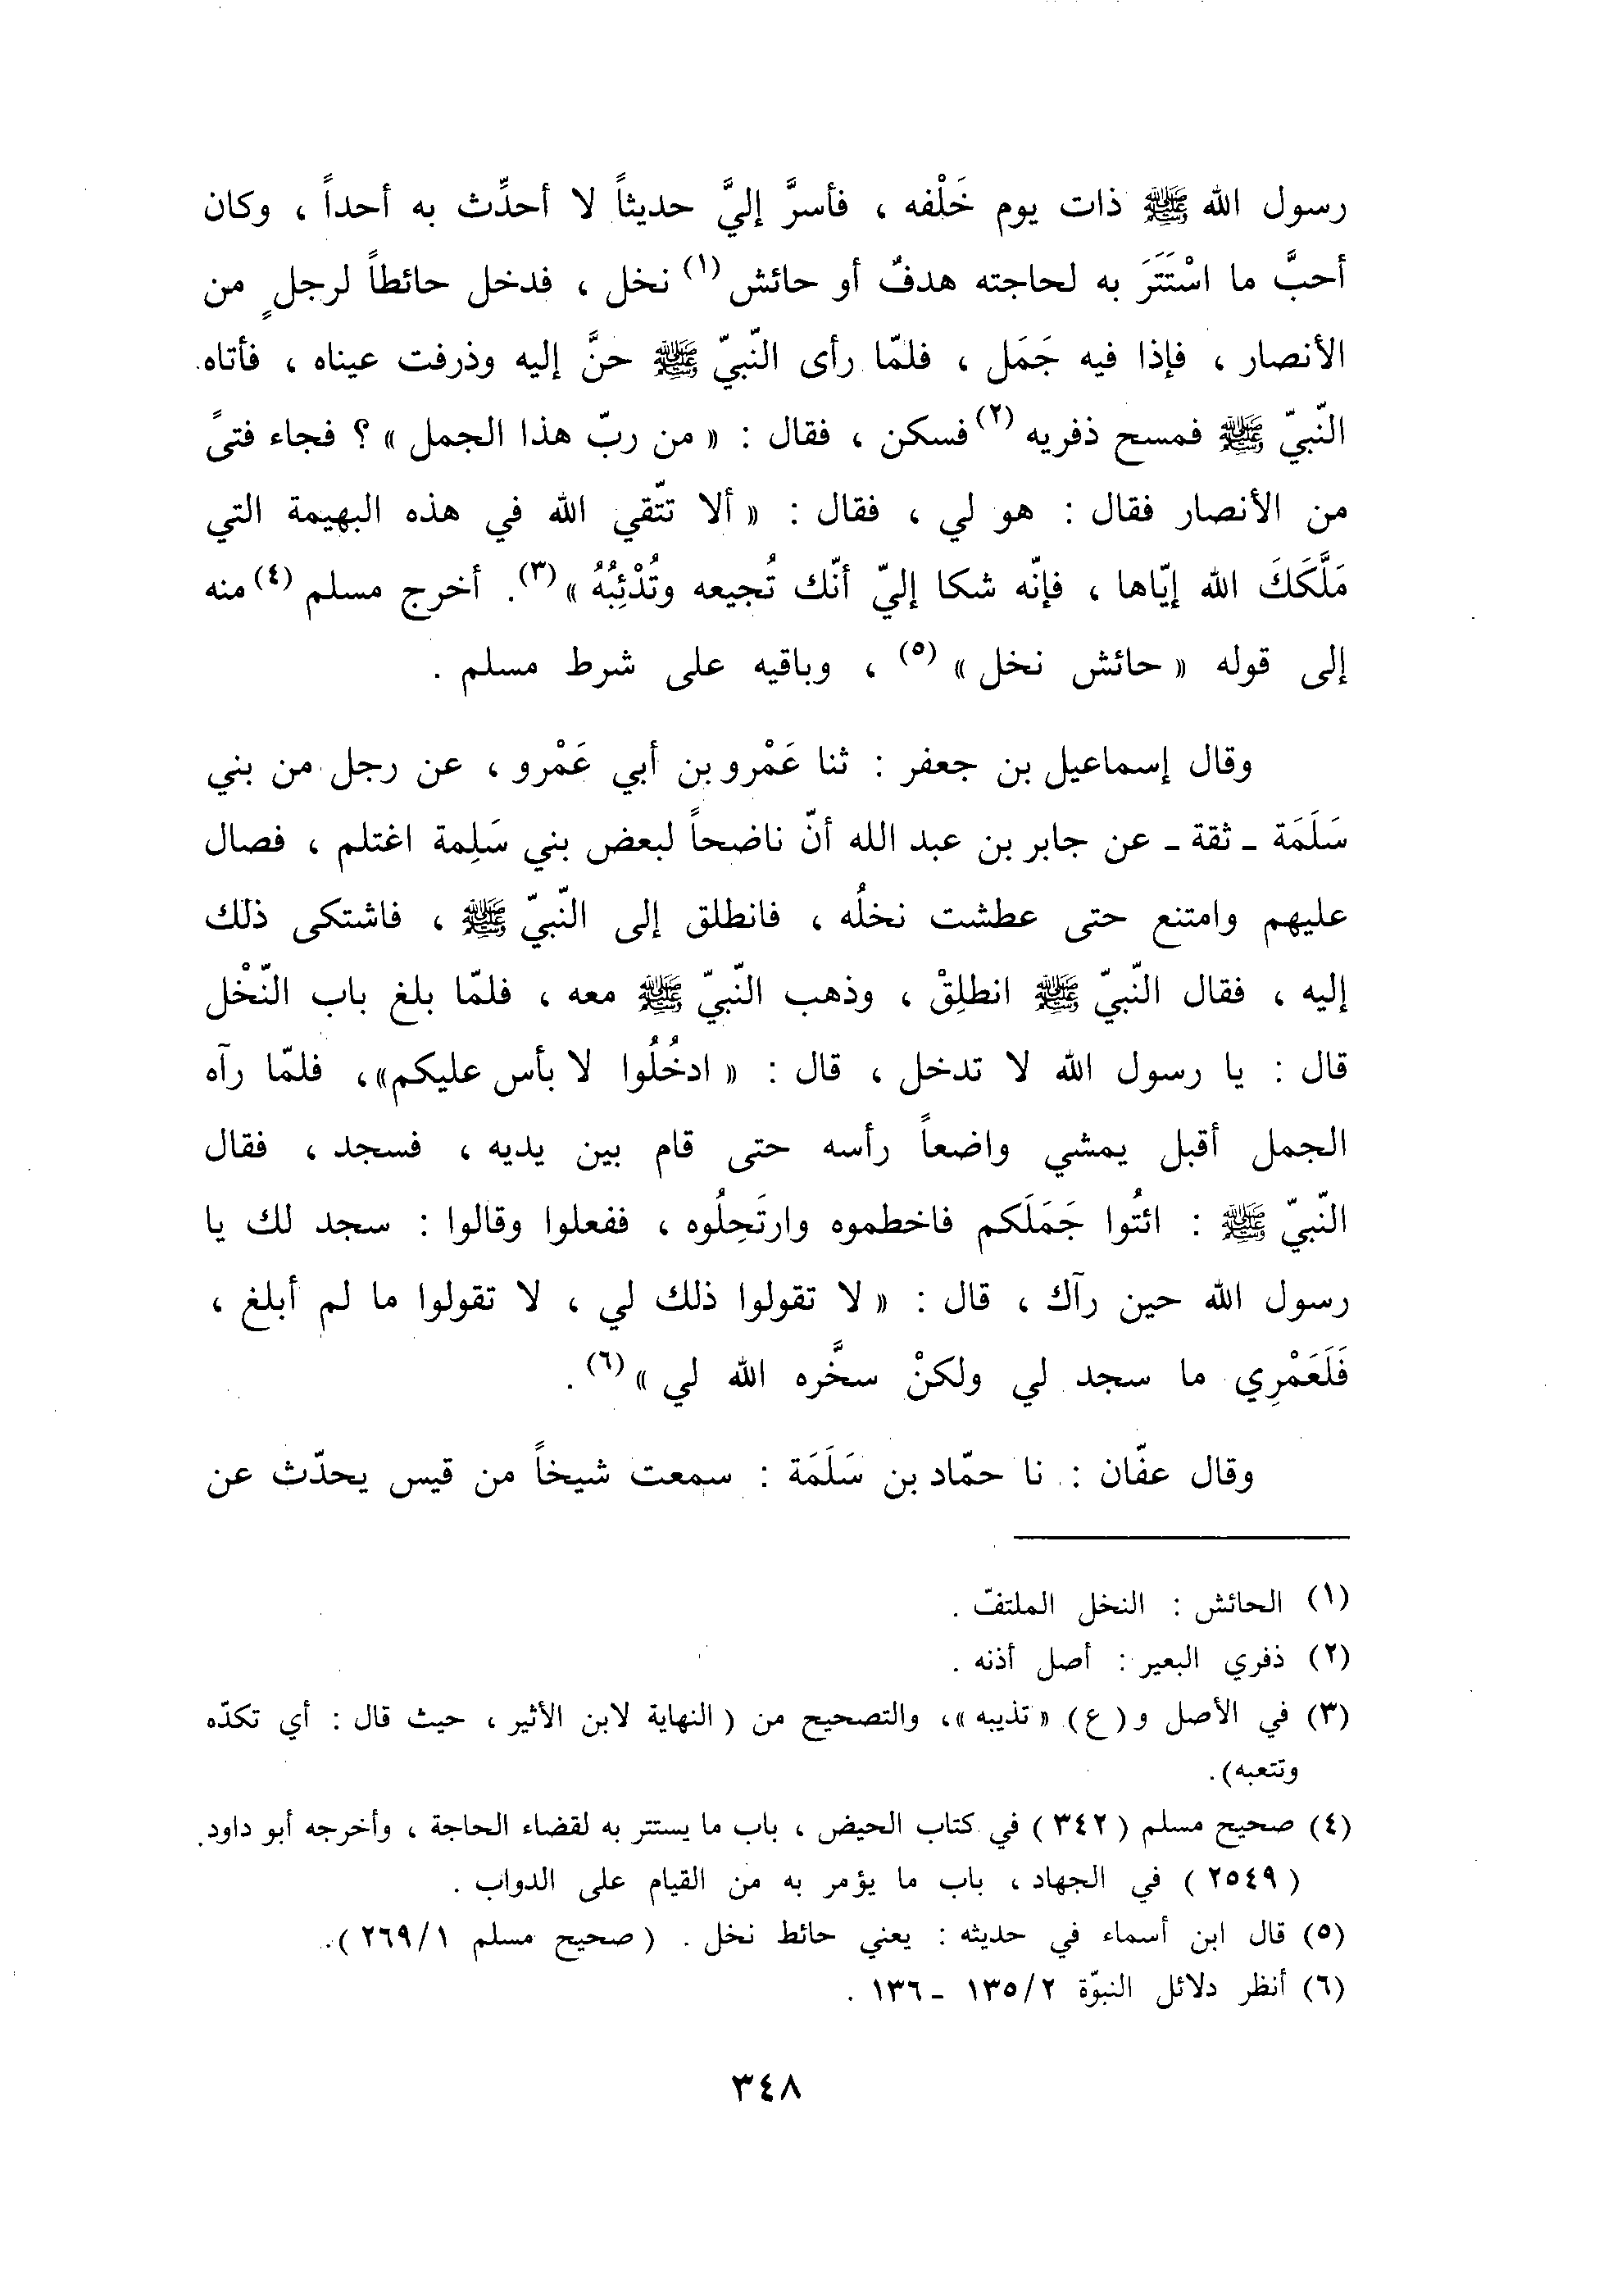 رسول الله ﷺ ذات يوم خَلْفه ، فأسرَّ إليَّ حديثاً لا أحدِّث به أحداً ، وكان
أحبَّ ما اسْتَتَرَ به لحاجته هدفٌ أو حائش (١) نخل ، فدخل حائطاً لرجلٍ من
الأنصار ، فإذا فيه جَمَل ، فلمّا رأى النّبيّ ﷺ حنَّ إليه وذرفت عيناه ، فأتاه
النّبيّ ﷺ فمسح ذفريه (٢) فسكن ، فقال : « من ربّ هذا الجمل » ؟ فجاء فتىً
من الأنصار فقال : هو لي ، فقال : « ألا تتّقي الله في هذه البهيمة التي
مَلَّكَكَ الله إيّاها ، فإنّه شكا إليّ أنّك تُجيعه وتُدْئِبُهُ » (٣). أخرج مسلم (٤) منه
إلى قوله « حائش نخل » (٥) ، وباقيه على شرط مسلم .
وقال إسماعيل بن جعفر : ثنا عَمْرو بن أبي عَمْرو ، عن رجل من بني
سَلَمَة ـ ثقة ـ عن جابر بن عبد الله أنّ ناضحاً لبعض بني سَلِمة اغتلم ، فصال
عليهم وامتنع حتى عطشت نخلُه ، فانطلق إلى النّبيّ ﷺ ، فاشتكى ذلك
إليه ، فقال النّبيّ ﷺ انطلِقْ ، وذهب النّبيّ ﷺ معه ، فلمّا بلغ باب النّخْل
قال : يا رسول الله لا تدخل ، قال : « ادخُلُوا لا بأس عليكم»، فلمّا رآه
الجمل أقبل يمشي واضعاً رأسه حتى قام بين يديه ، فسجد ، فقال
النّبيّ ﷺ : ائتُوا جَمَلَكم فاخطموه وارتَحِلُوه ، ففعلوا وقالوا : سجد لك يا
رسول الله حين رآك ، قال : « لا تقولوا ذلك لي ، لا تقولوا ما لم أبلغ ،
فَلَعَمْرِي ما سجد لي ولكنْ سخَّره الله لي » (٦) .
وقال عفّان : نا حمّاد بن سَلَمَة : سمعت شيخاً من قيس يحدّث عن
(١) الحائش : النخل الملتفّ .
(٢) ذفري البعير : أصل أذنه .
(٣) في الأصل و (ع) « تذيبه »، والتصحيح من ( النهاية لابن الأثير ، حيث قال : أي تكدّه
وتتعبه).
(٤) صحيح مسلم ( ٣٤٢ ) في كتاب الحيض ، باب ما يستتر به لقضاء الحاجة ، وأخرجه أبو داود
( ٢٥٤٩ ) في الجهاد ، باب ما يؤمر به من القيام على الدواب .
(٥) قال ابن أسماء في حديثه : يعني حائط نخل . ( صحيح مسلم ٢٦٩/١ ).
(٦) أنظر دلائل النبوّة ١٣٥/٢ ـ ١٣٦ .
٣٤٨